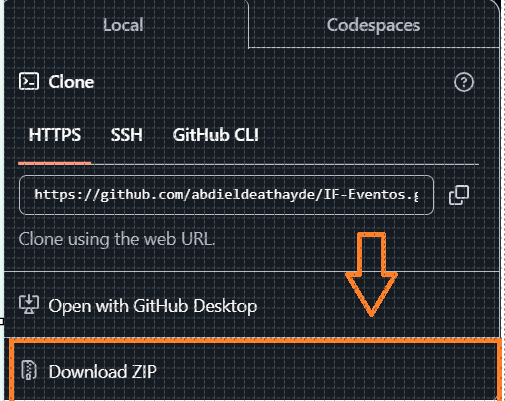 Local
Codespaces
Clone
HTTPS SSH GitHub CLI
https://github.com/abdieldeathayde/IF-Eventos.g
Clone using the web URL.
Open with GitHub Desktop
Download ZIP